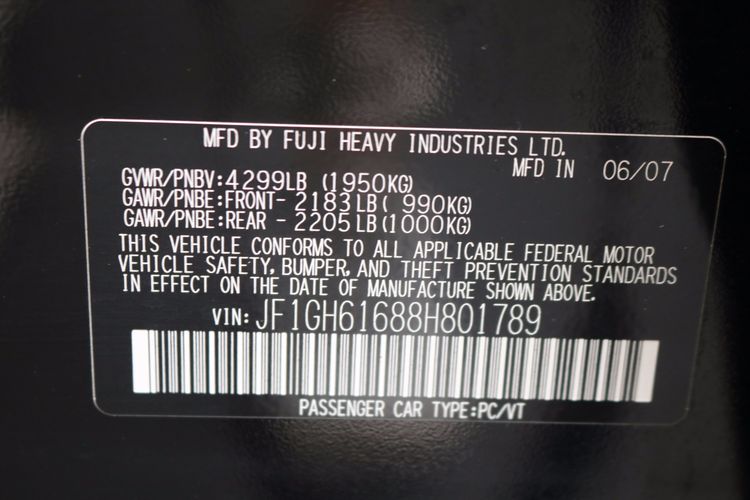 MFD BY FUJI HEAVY INDUSTRIES LTD.
MFD IN 06/07
GVWR/PNBV:4299LB (1950KG)
GAWR/PNBE:FRONT- 2183LB( 990KG)
GAWR/PNBE:REAR - 2205LB(1000KG)
THIS VEHICLE CONFORMS TO ALL APPLICABLE FEDERAL MOTOR
VEHICLE SAFETY, BUMPER, AND THEFT PREVENTION STANDARDS
IN EFFECT ON THE DATE OF MANUFACTURE SHOWN ABOVE.
VIN: JF1GH61688H801789
PASSENGER CAR TYPE:PC/VT